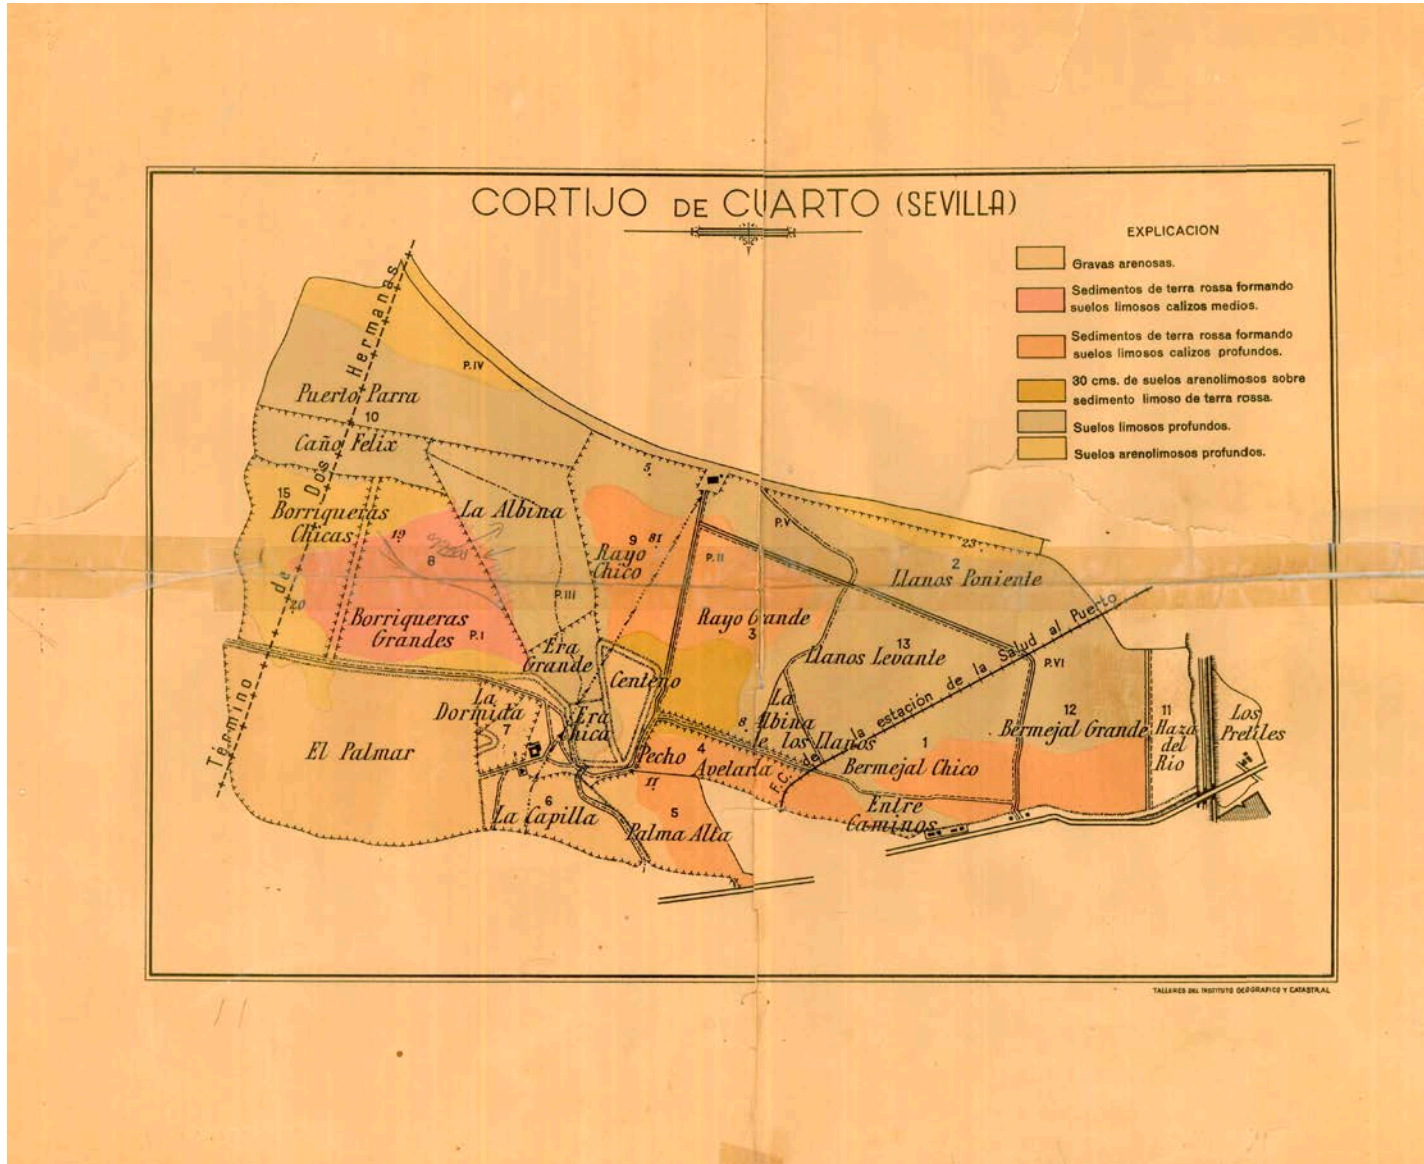 CORTIJO DE CUARTO (SEVILLA)
EXPLICACION
Gravas arenosas.
Sedimentos de terra rossa formando
suelos limosos calizos medios.
Sedimentos de terra rossa formando
suelos limosos calizos profundos.
30 cms. de suelos arenolimosos sobre
sedimento limoso de terra rossa.
Suelos limosos profundos.
Suelos arenolimosos profundos.
Término de Dos Hermanas
P.IV
Puerto Parra
10
Caño Felix
5
15
Borriqueras
Chicas
La Albina
19
8
9
18
Rayo
Chico
P.V
P.II
23
2
Llanos Poniente
20
P.III
Borriqueras
Grandes
P.I
Rayo Grande
3
Era
Grande
13
Llanos Levante
P.VI
F.C. de la estación de la Salud al Puerto
Centeno
La
Dormida
7
Era
Chica
8
La
Albina
de los Llanos
12
Bermejal Grande
11
Haza
del
Rio
Los
Pretiles
El Palmar
Pecho
4
Avelarla
1
Bermejal Chico
11
6
La Capilla
5
Palma Alta
Entre
Caminos
TALLERES DEL INSTITUTO GEOGRAFICO Y CATASTRAL